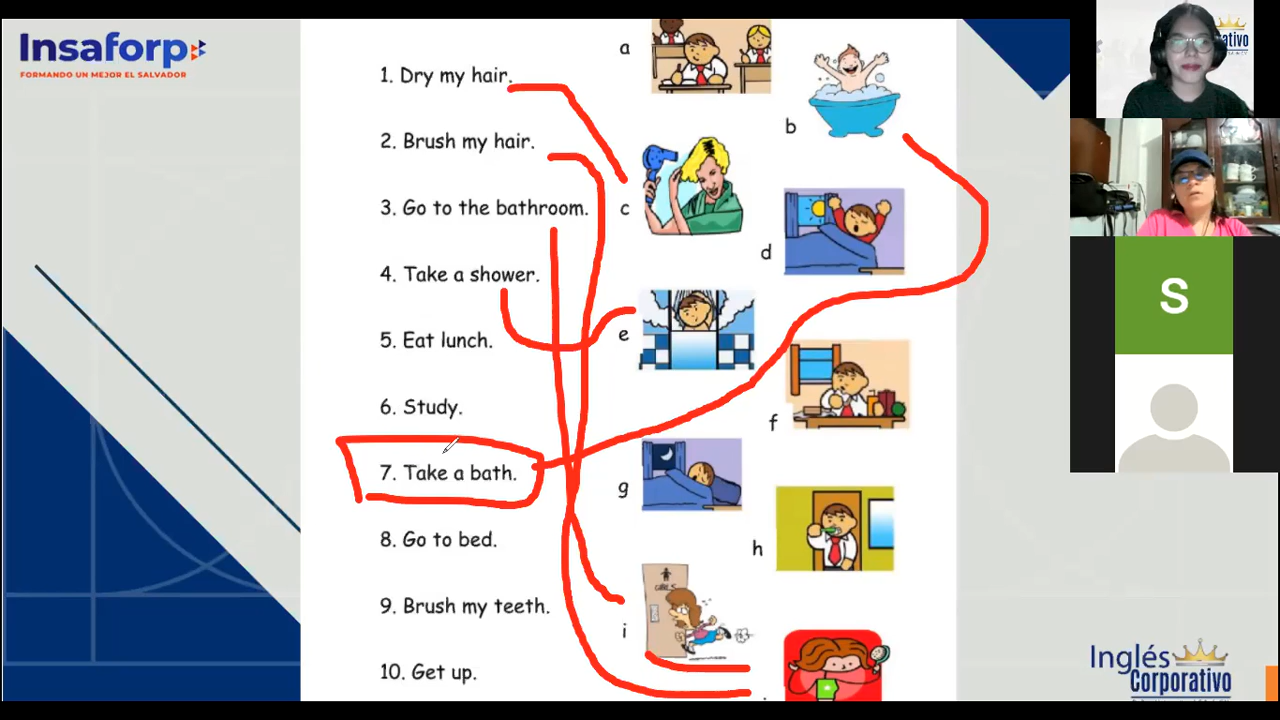 Insaforp
FORMANDO UN MEJOR EL SALVADOR
1. Dry my hair.
2. Brush my hair.
3. Go to the bathroom.
4. Take a shower.
5. Eat lunch.
6. Study.
7. Take a bath.
8. Go to bed.
9. Brush my teeth.
10. Get up.
a
b
c
d
e
f
g
h
i
GIRLS
S
Inglés
Corporativo